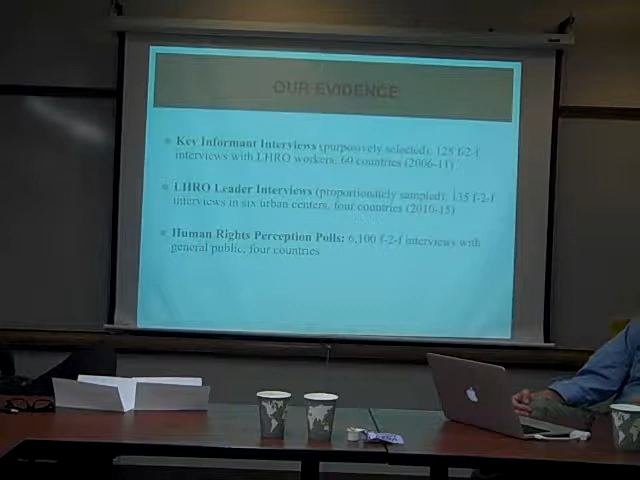 OUR EVIDENCE
Key Informant Interviews (purposively selected): 128 f-2-f
interviews with LHRO workers, 60 countries (2006-11)
LHRO Leader Interviews (proportionately sampled): 135 f-2-f
interviews in six urban centers, four countries (2010-15)
Human Rights Perception Polls: 6,100 f-2-f interviews with
general public, four countries